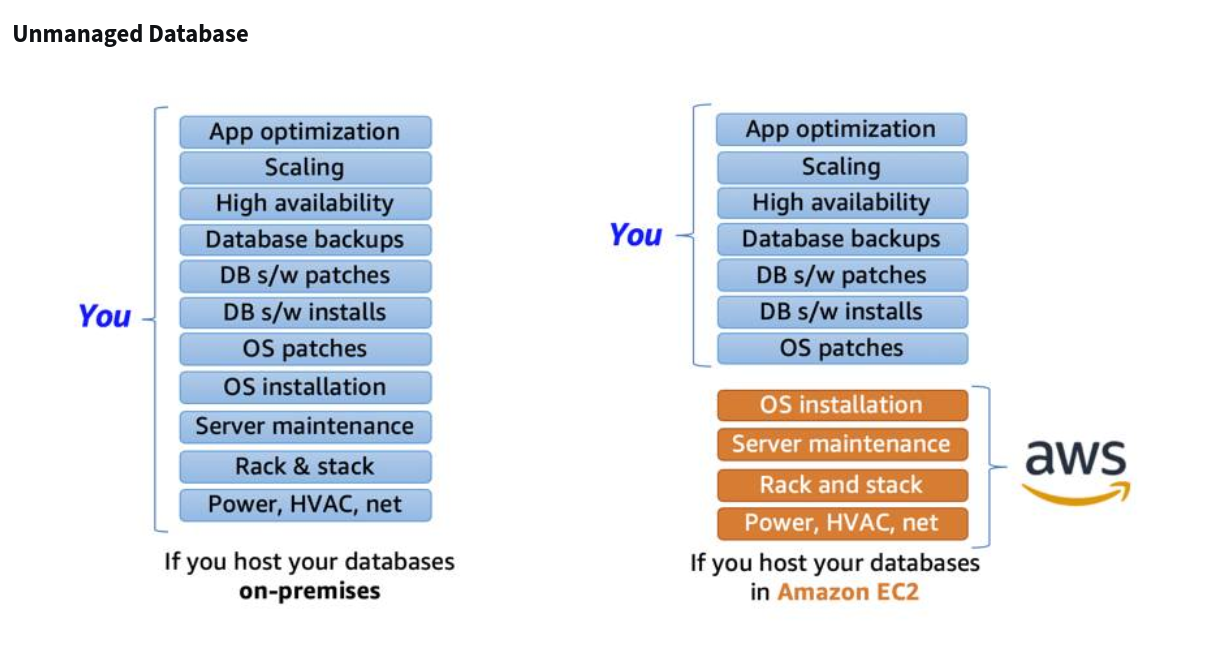 Unmanaged Database
You
App optimization
Scaling
High availability
Database backups
DB s/w patches
DB s/w installs
OS patches
OS installation
Server maintenance
Rack & stack
Power, HVAC, net
If you host your databases
on-premises
You
App optimization
Scaling
High availability
Database backups
DB s/w patches
DB s/w installs
OS patches
OS installation
Server maintenance
Rack and stack
Power, HVAC, net
aws
If you host your databases
in Amazon EC2